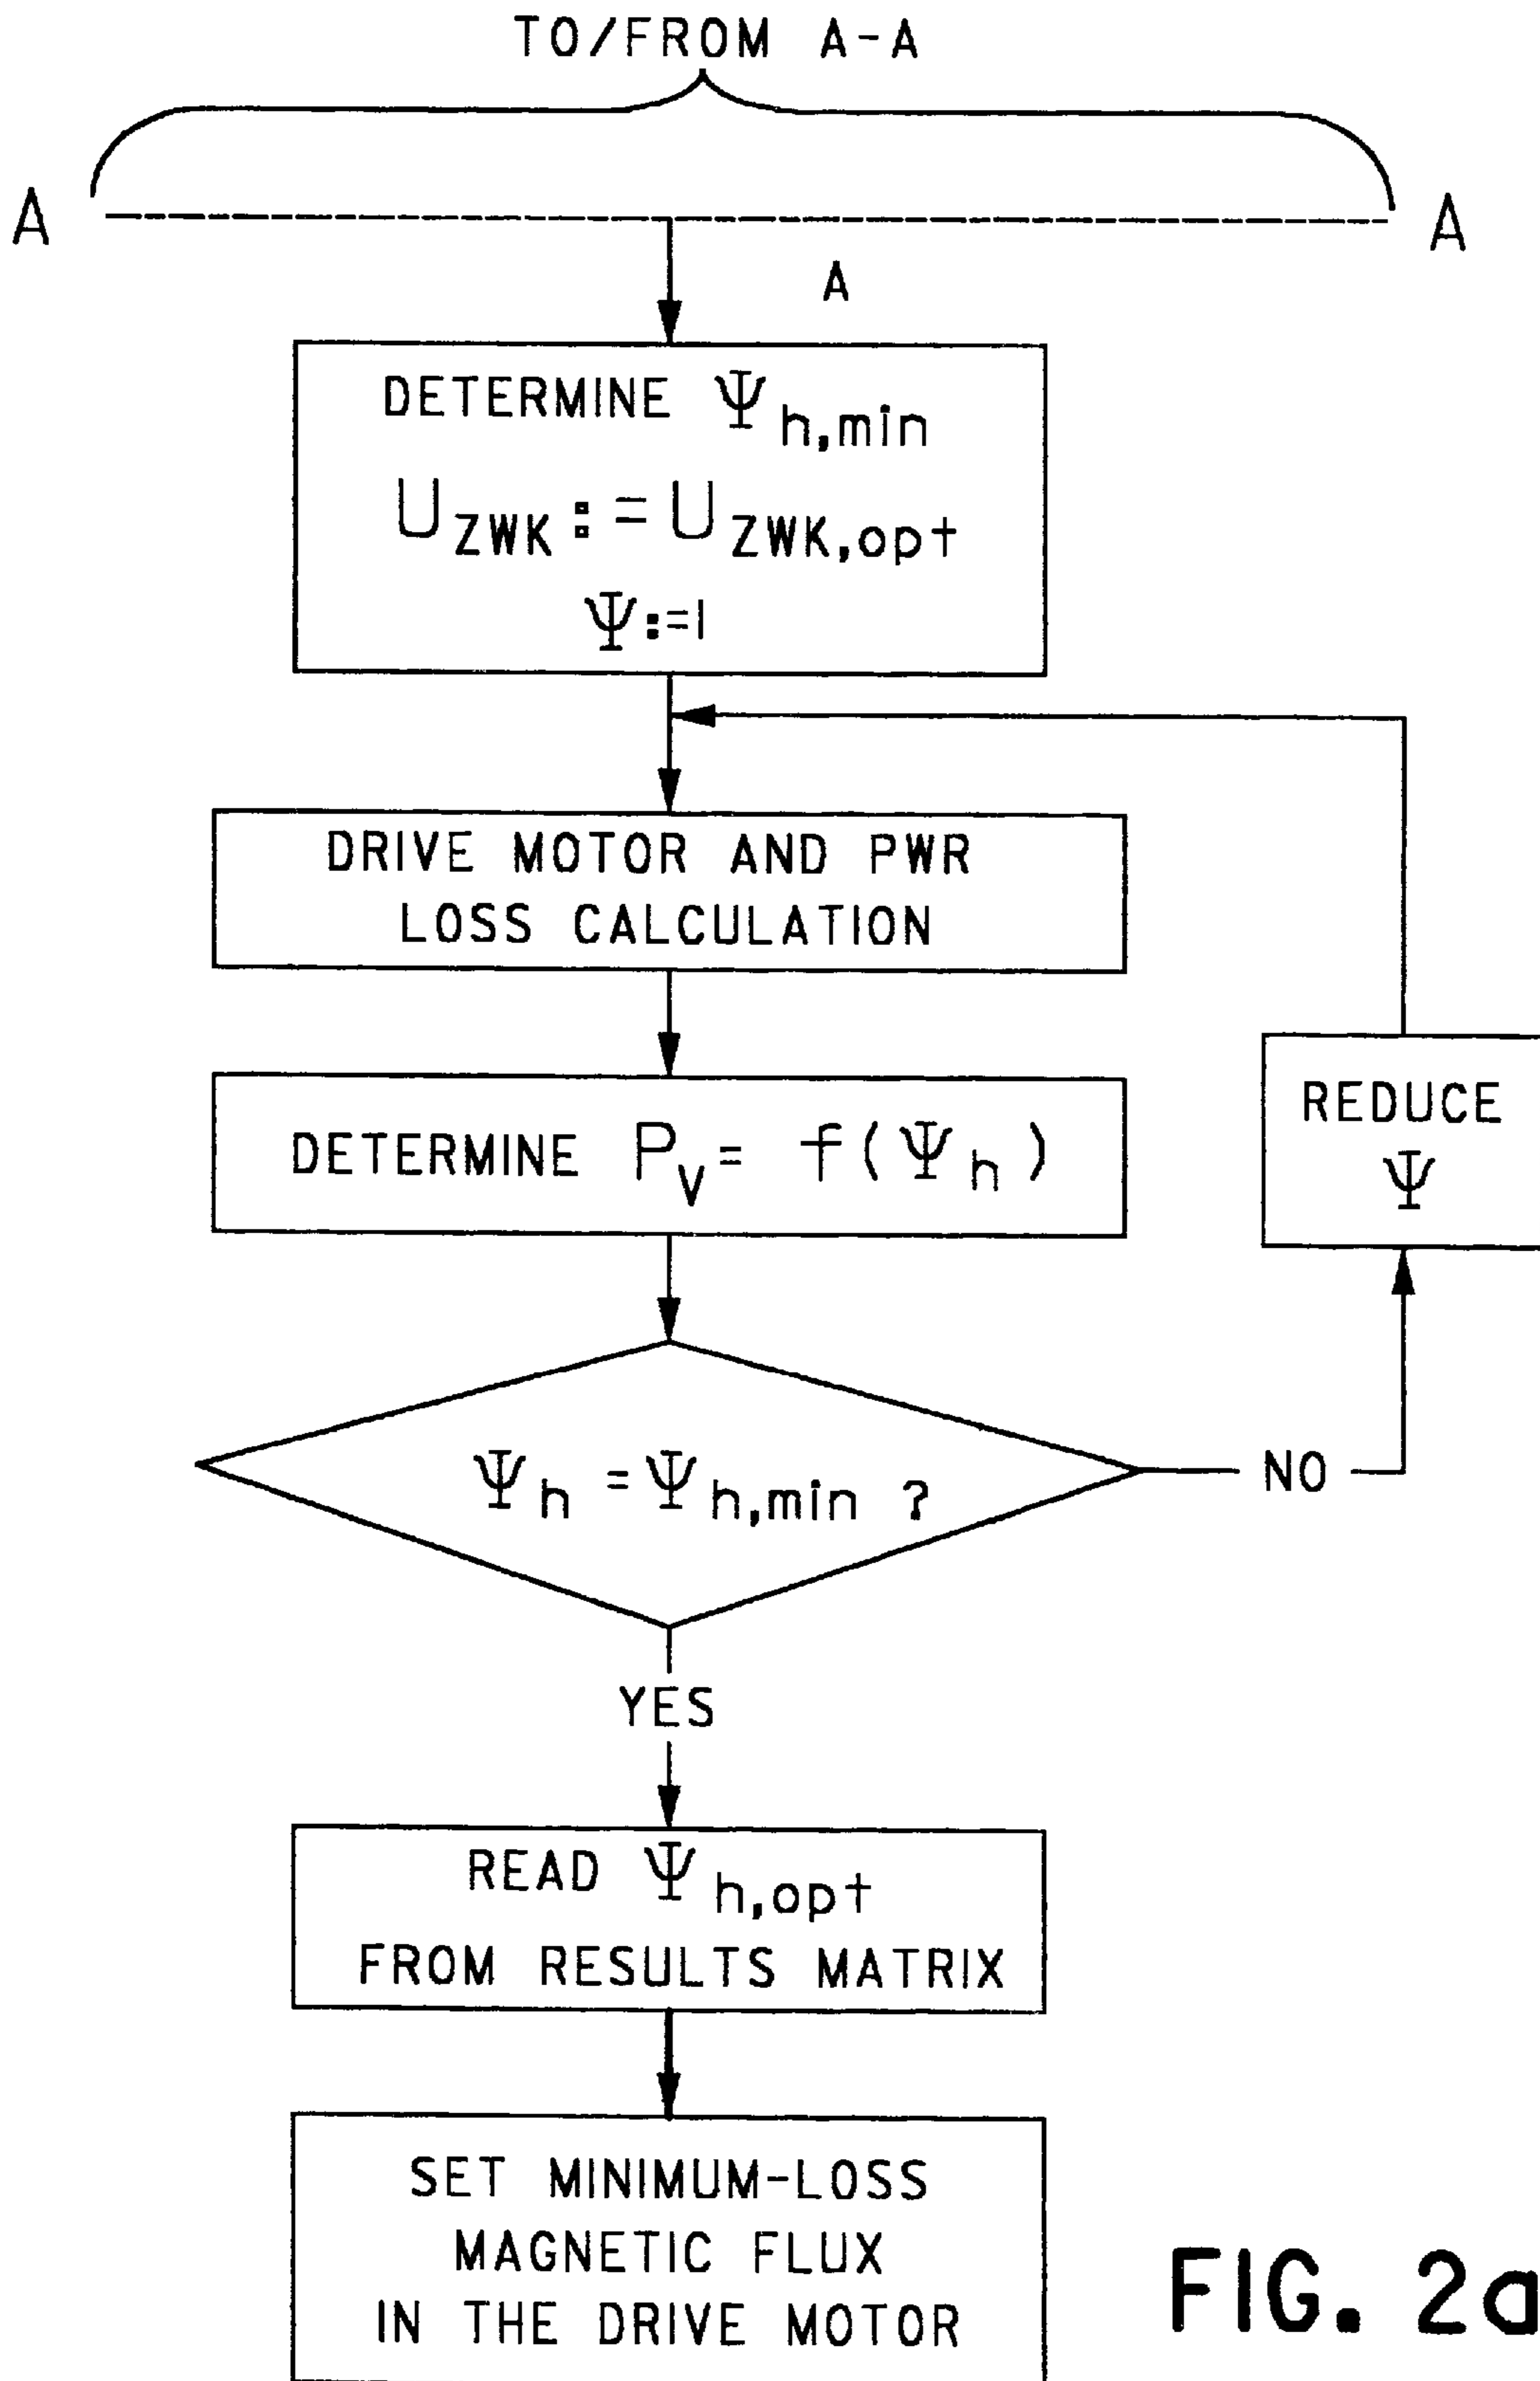 TO/FROM A-A
A A
A
DETERMINE Ψh,min
UZWK := UZWK,opt
Ψ:=1
DRIVE MOTOR AND PWR
LOSS CALCULATION
DETERMINE Pv = f(Ψh)
REDUCE
Ψ
Ψh = Ψh,min ?
NO
YES
READ Ψh,opt
FROM RESULTS MATRIX
SET MINIMUM-LOSS
MAGNETIC FLUX
IN THE DRIVE MOTOR
FIG. 2a